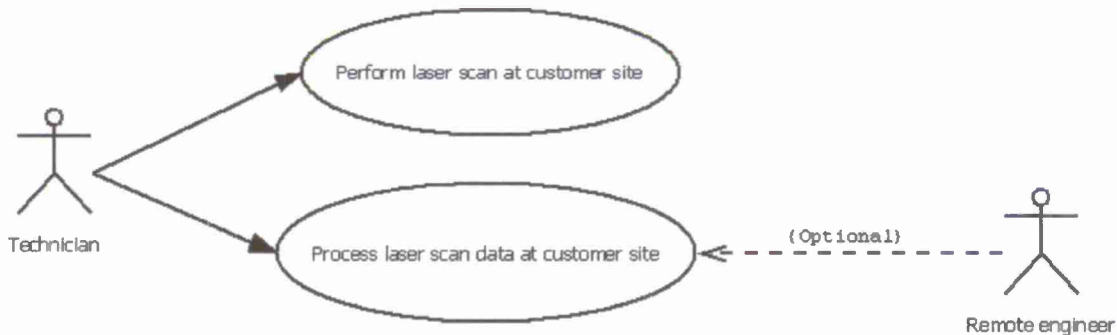 Perform laser scan at customer site
Technician
Process laser scan data at customer site
{Optional}
Remote engineer